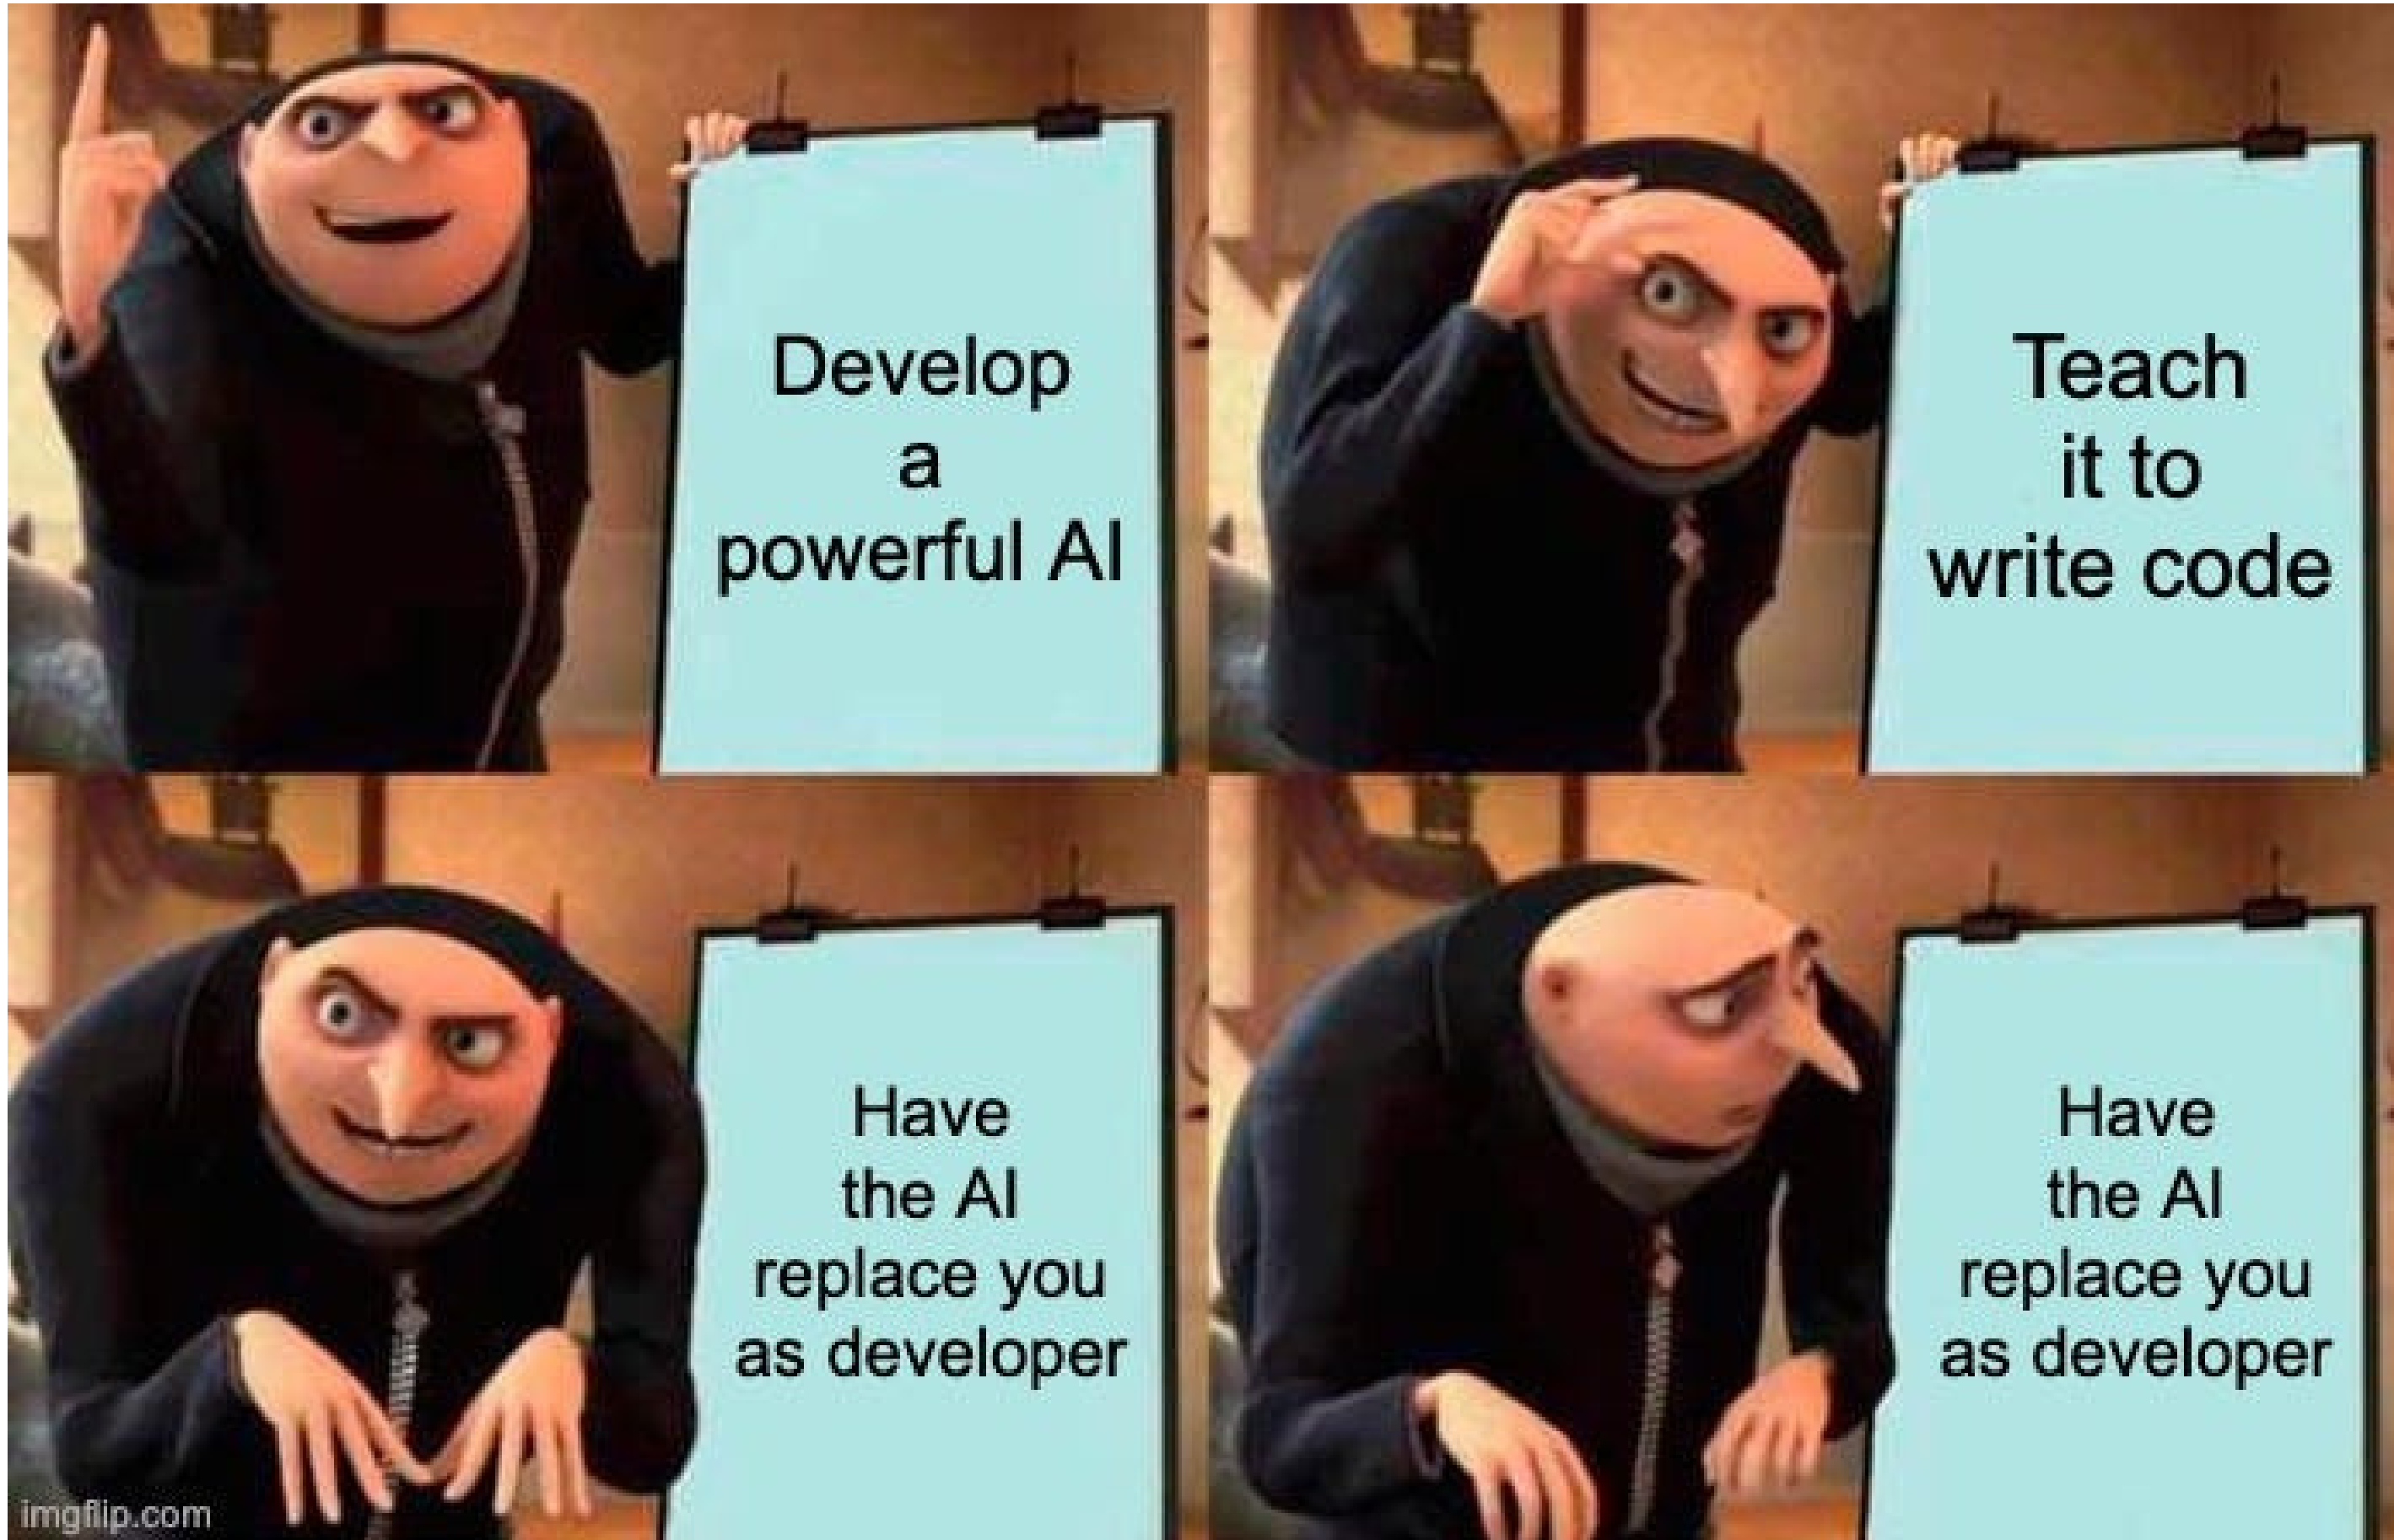 Develop
a
powerful AI
Teach
it to
write code
Have
the AI
replace you
as developer
Have
the AI
replace you
as developer
imgflip.com